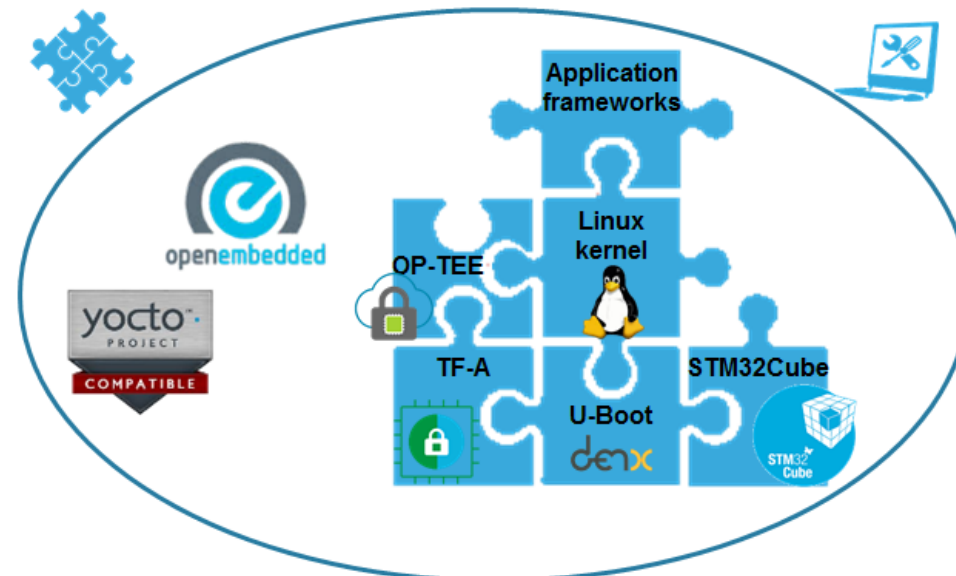 Application
frameworks
openembedded
Linux
kernel
OP-TEE
yocto
PROJECT
COMPATIBLE
TF-A
STM32Cube
U-Boot
denx
STM32
Cube